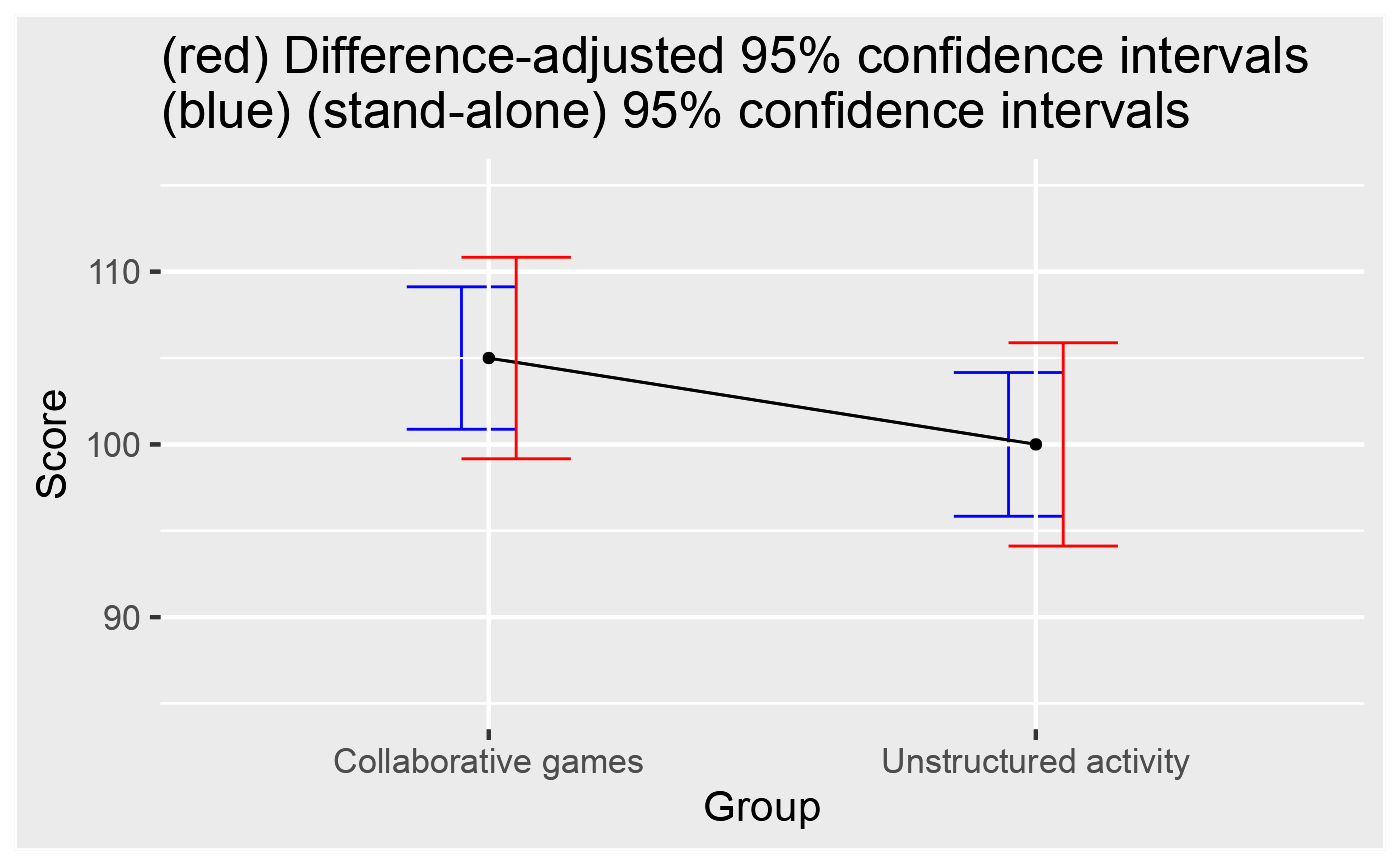 (red) Difference-adjusted 95% confidence intervals
(blue) (stand-alone) 95% confidence intervals
110
100
90
Score
Collaborative games
Unstructured activity
Group